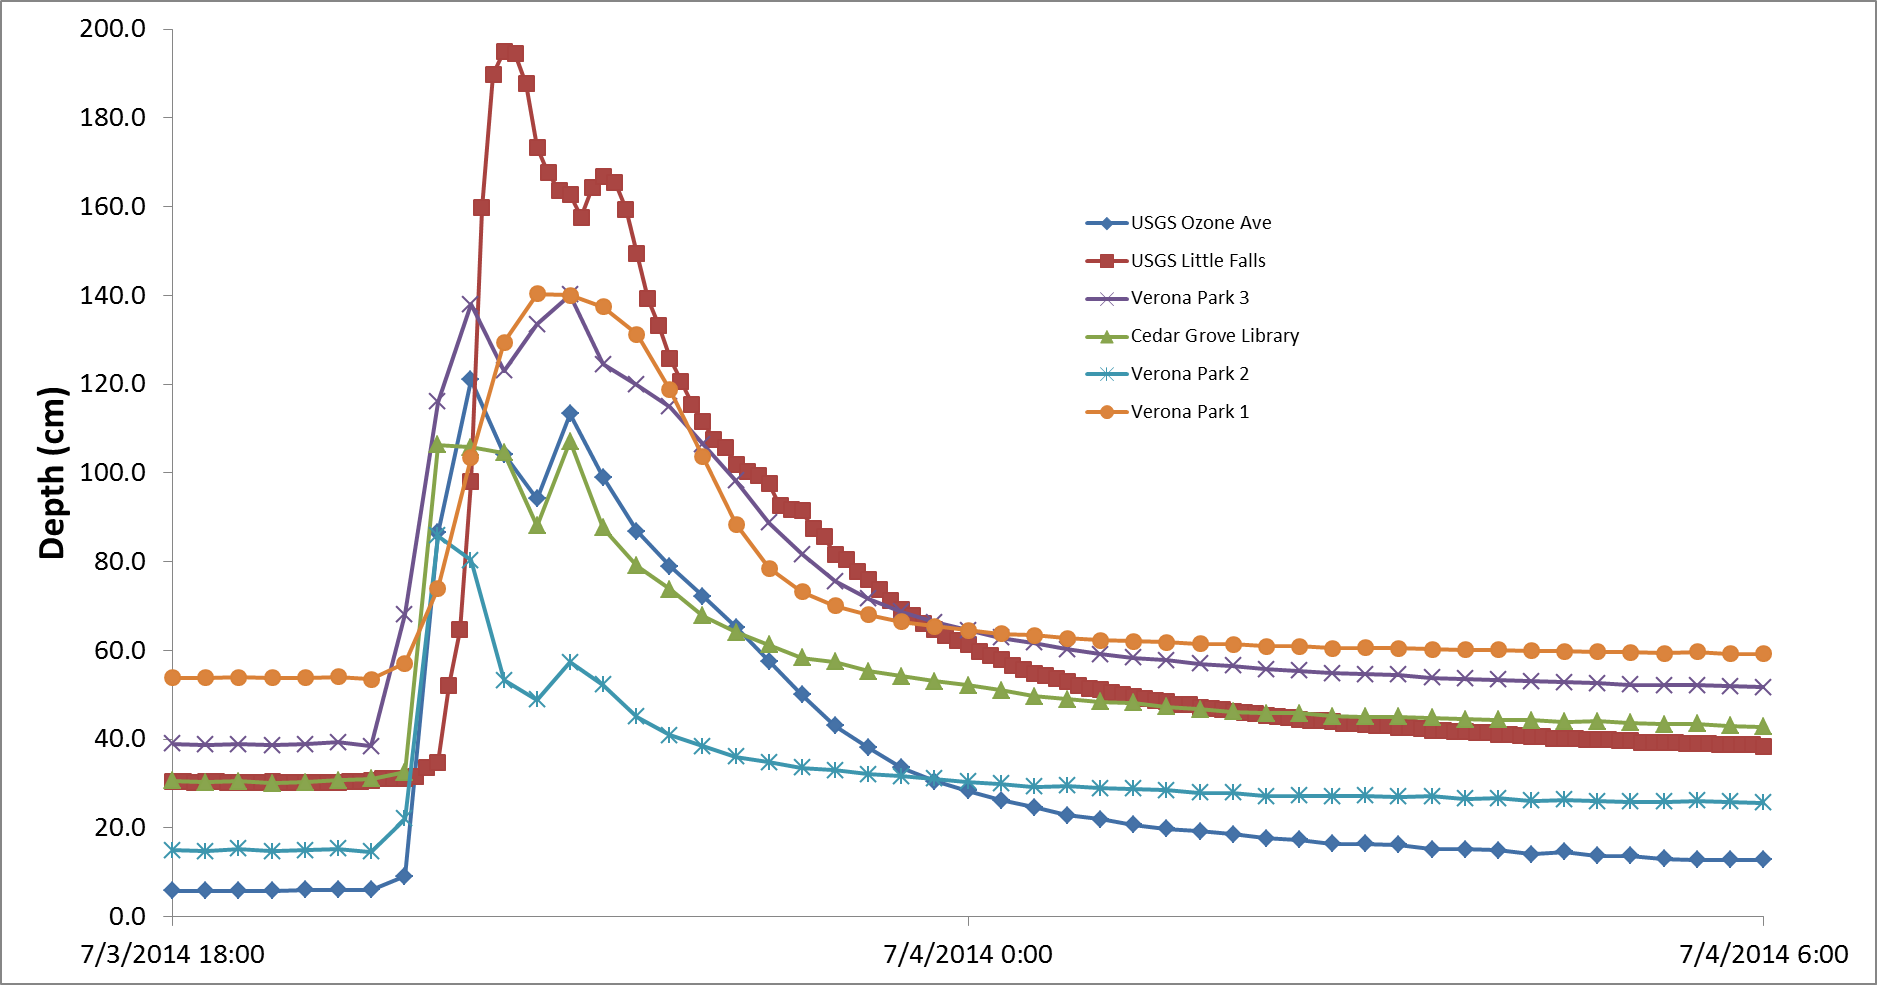 200.0
180.0
160.0
140.0
120.0
100.0
80.0
60.0
40.0
20.0
0.0
Depth (cm)
7/3/2014 18:00
7/4/2014 0:00
7/4/2014 6:00
USGS Ozone Ave
USGS Little Falls
Verona Park 3
Cedar Grove Library
Verona Park 2
Verona Park 1